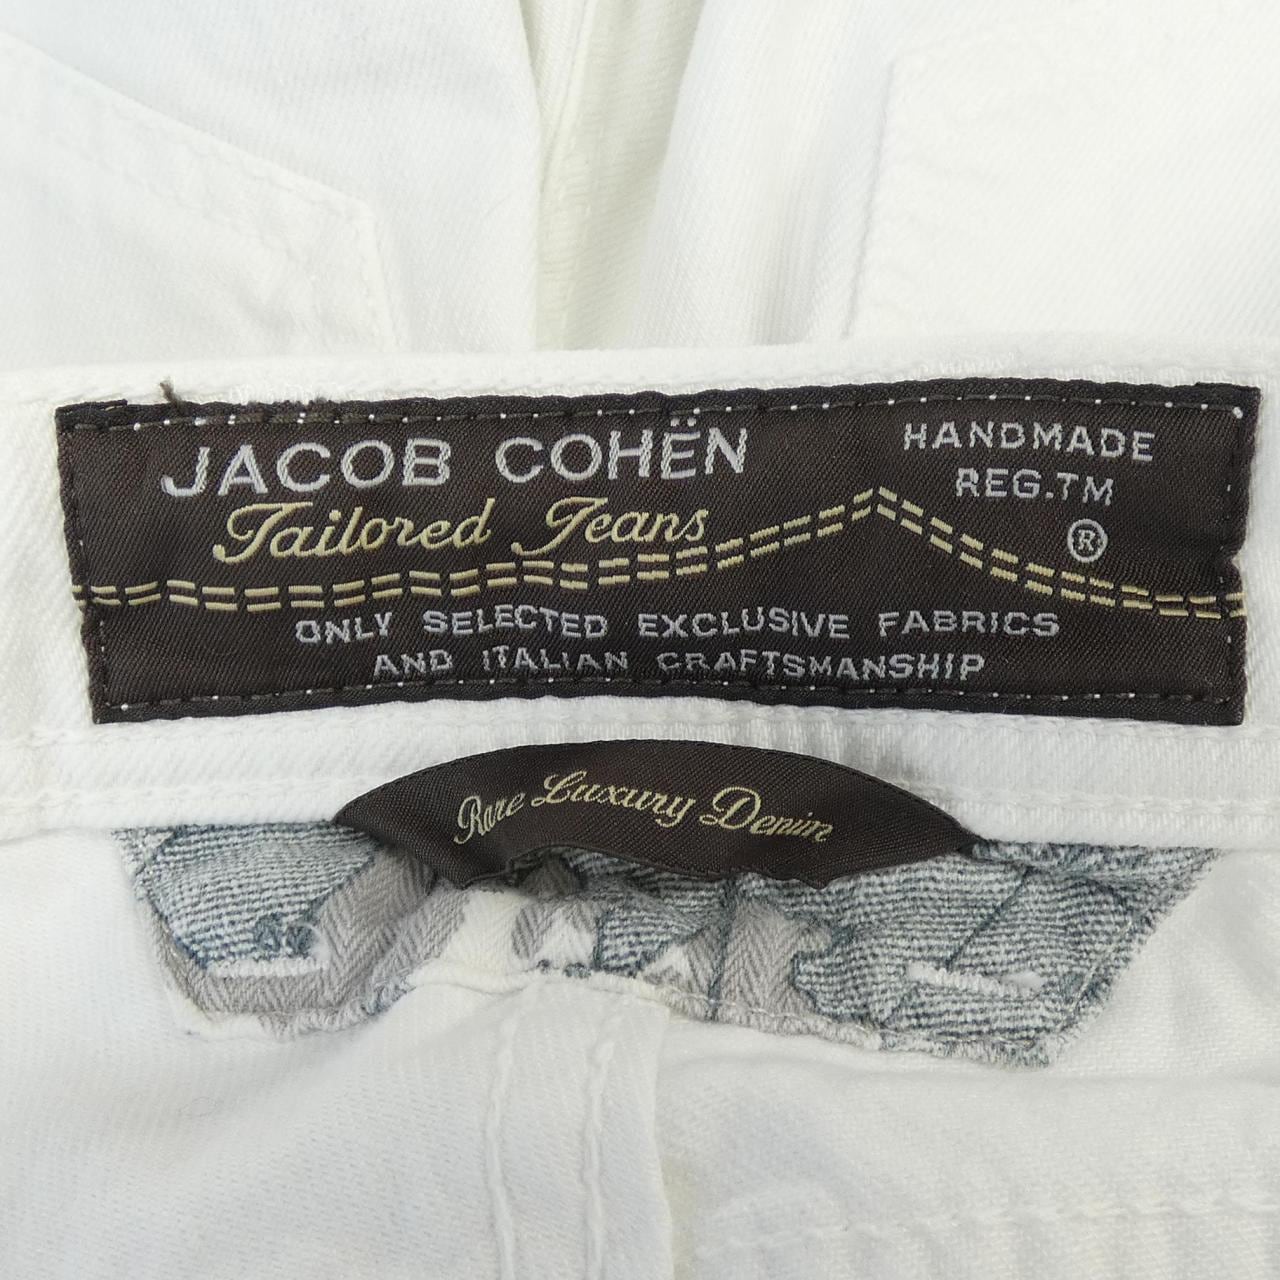 JACOB COHËN
Tailored Jeans
HANDMADE
REG.TM
®
ONLY SELECTED EXCLUSIVE FABRICS
AND ITALIAN CRAFTSMANSHIP
Rare Luxury Denim